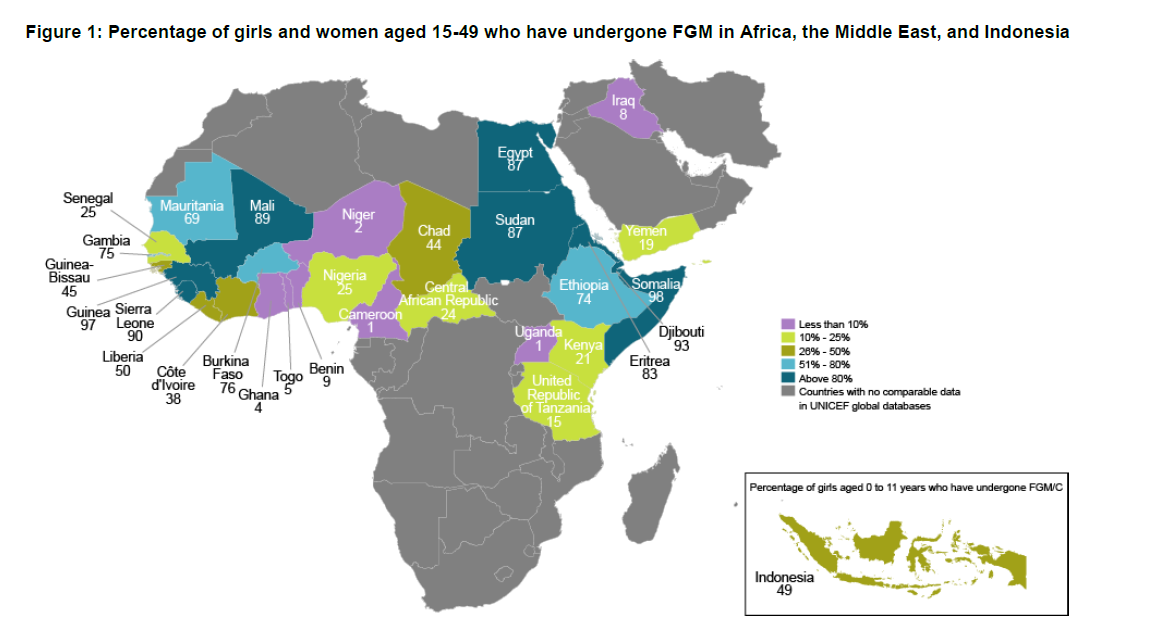 Figure 1: Percentage of girls and women aged 15-49 who have undergone FGM in Africa, the Middle East, and Indonesia
Iraq
8
Egypt
87
Senegal
25
Mauritania
69
Mali
89
Niger
2
Chad
44
Sudan
87
Yemen
19
Gambia
75
Guinea-
Bissau
45
Nigeria
25
Central
African Republic
24
Ethiopia
74
Somalia
98
Guinea
97
Sierra
Leone
90
Cameroon
1
Uganda
1
Kenya
21
Djibouti
93
Eritrea
83
Liberia
50
Côte
d'Ivoire
38
Burkina
Faso
76
Ghana
4
Togo
5
Benin
9
United
Republic
of Tanzania
15
Less than 10%
10% - 25%
26% - 50%
51% - 80%
Above 80%
Countries with no comparable data
in UNICEF global databases
Percentage of girls aged 0 to 11 years who have undergone FGM/C
Indonesia
49